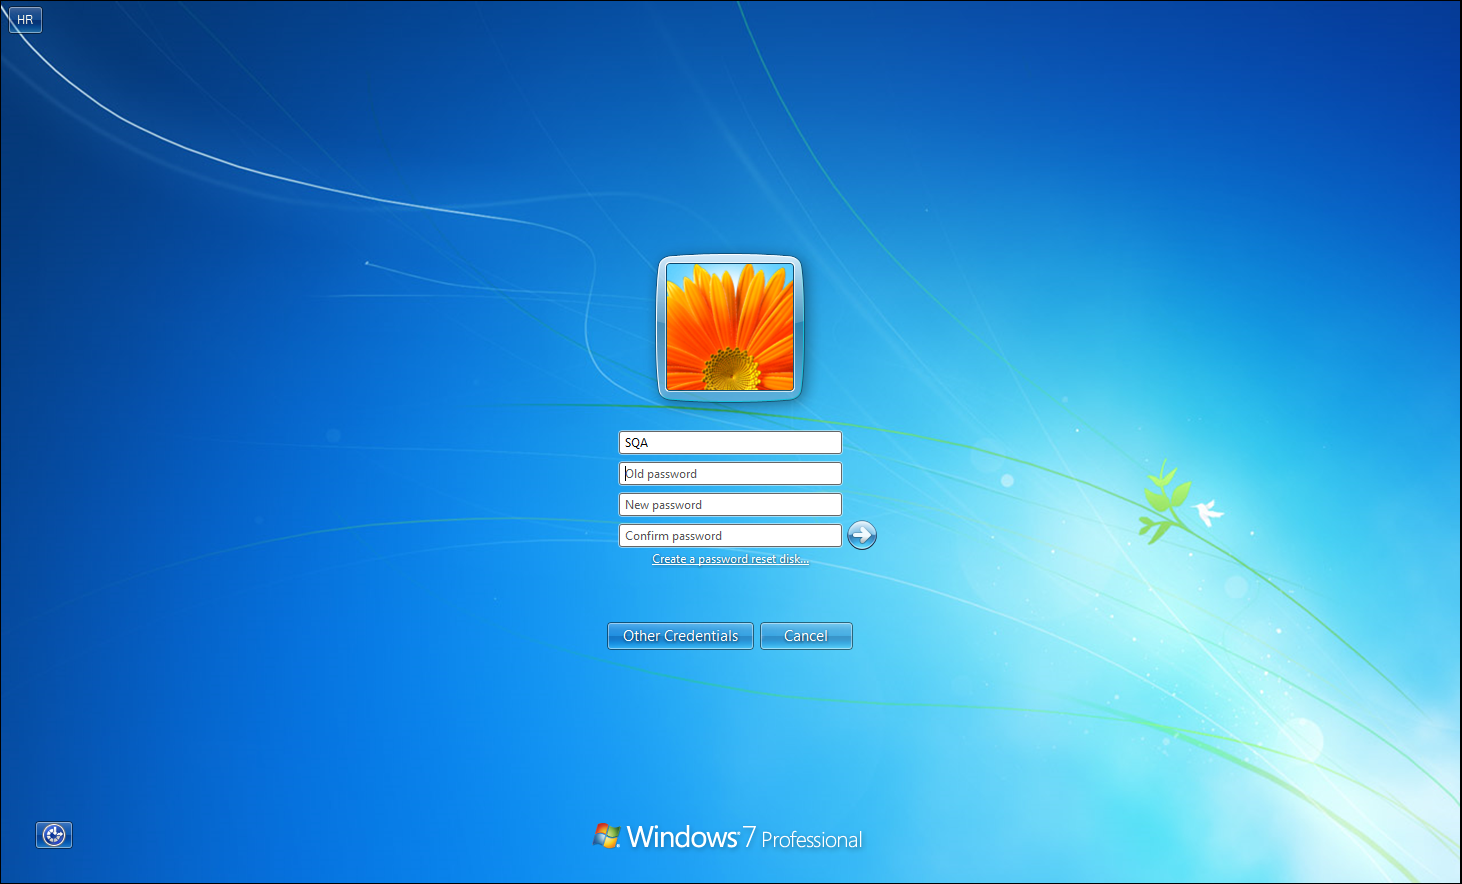 HR
SQA
Old password
New password
Confirm password
Create a password reset disk...
Other Credentials
Cancel
Windows 7 Professional